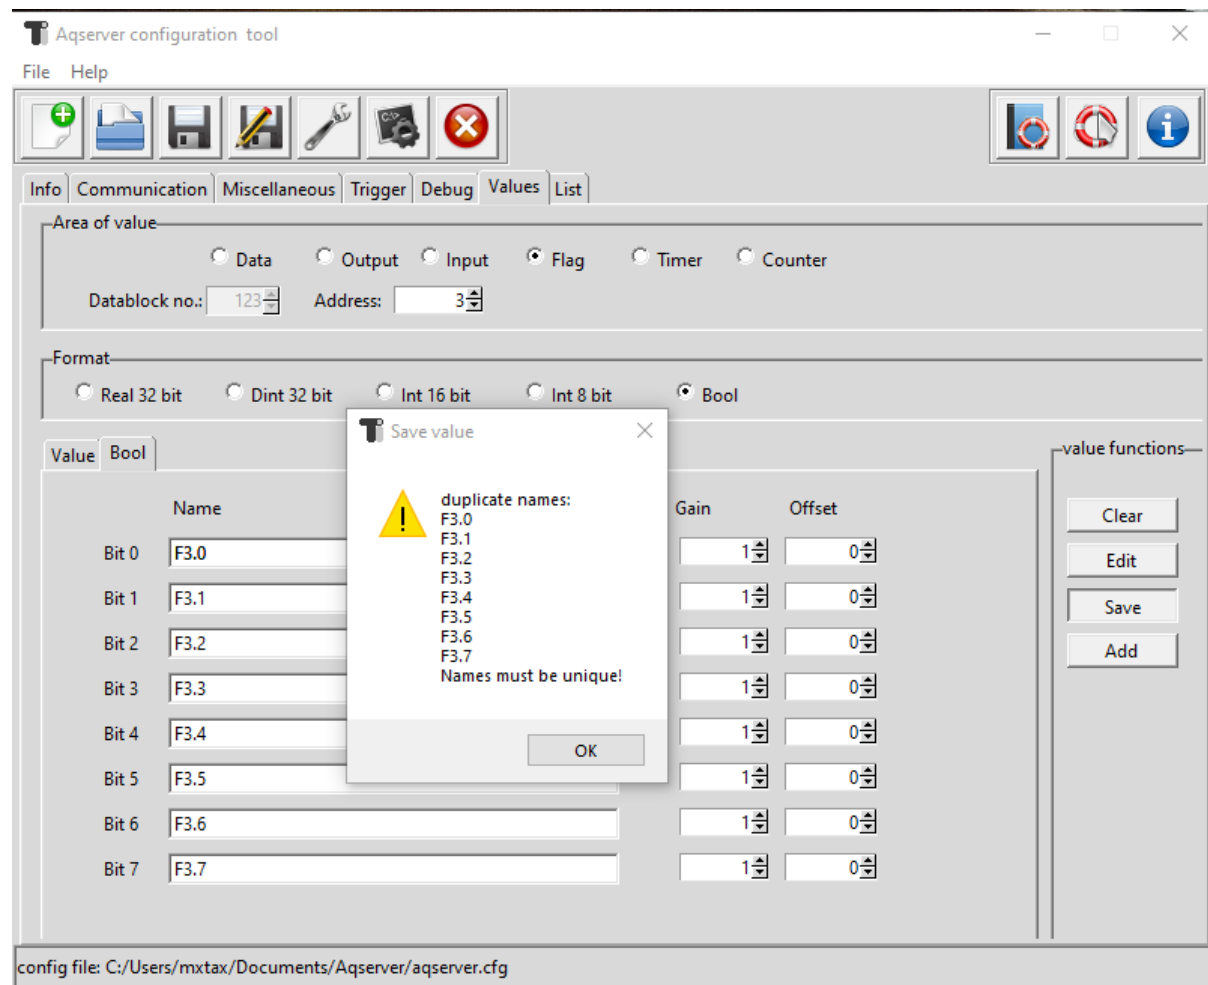 Aqserver configuration tool
File Help
Info Communication Miscellaneous Trigger Debug Values List
Area of value
Data Output Input Flag Timer Counter
Datablock no.: 123 Address: 3
Format
Real 32 bit Dint 32 bit Int 16 bit Int 8 bit Bool
Value Bool
Name Gain Offset
Bit 0 F3.0 1 0
Bit 1 F3.1 1 0
Bit 2 F3.2 1 0
Bit 3 F3.3 1 0
Bit 4 F3.4 1 0
Bit 5 F3.5 1 0
Bit 6 F3.6 1 0
Bit 7 F3.7 1 0
Save value
duplicate names:
F3.0
F3.1
F3.2
F3.3
F3.4
F3.5
F3.6
F3.7
Names must be unique!
OK
value functions
Clear
Edit
Save
Add
config file: C:/Users/mxtax/Documents/Aqserver/aqserver.cfg